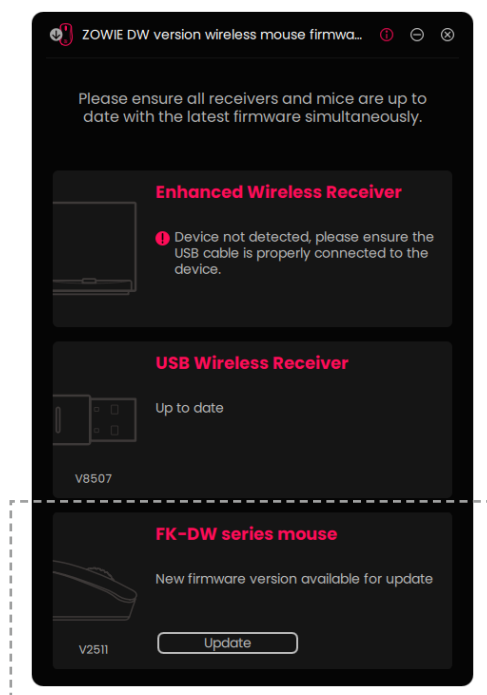 ZOWIE DW version wireless mouse firmwa...
Please ensure all receivers and mice are up to
date with the latest firmware simultaneously.
Enhanced Wireless Receiver
Device not detected, please ensure the
USB cable is properly connected to the
device.
USB Wireless Receiver
Up to date
V8507
FK-DW series mouse
New firmware version available for update
V2511
Update